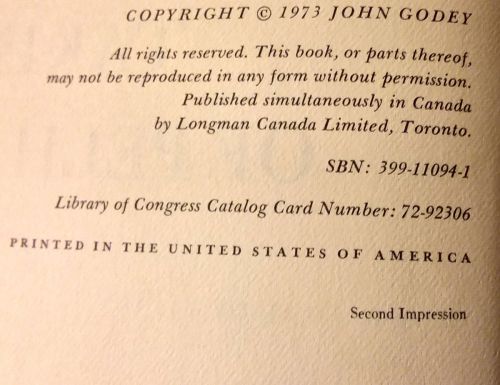 COPYRIGHT © 1973 JOHN GODEY
All rights reserved. This book, or parts thereof,
may not be reproduced in any form without permission.
Published simultaneously in Canada
by Longman Canada Limited, Toronto.
SBN: 399-11094-1
Library of Congress Catalog Card Number: 72-92306
PRINTED IN THE UNITED STATES OF AMERICA
Second Impression